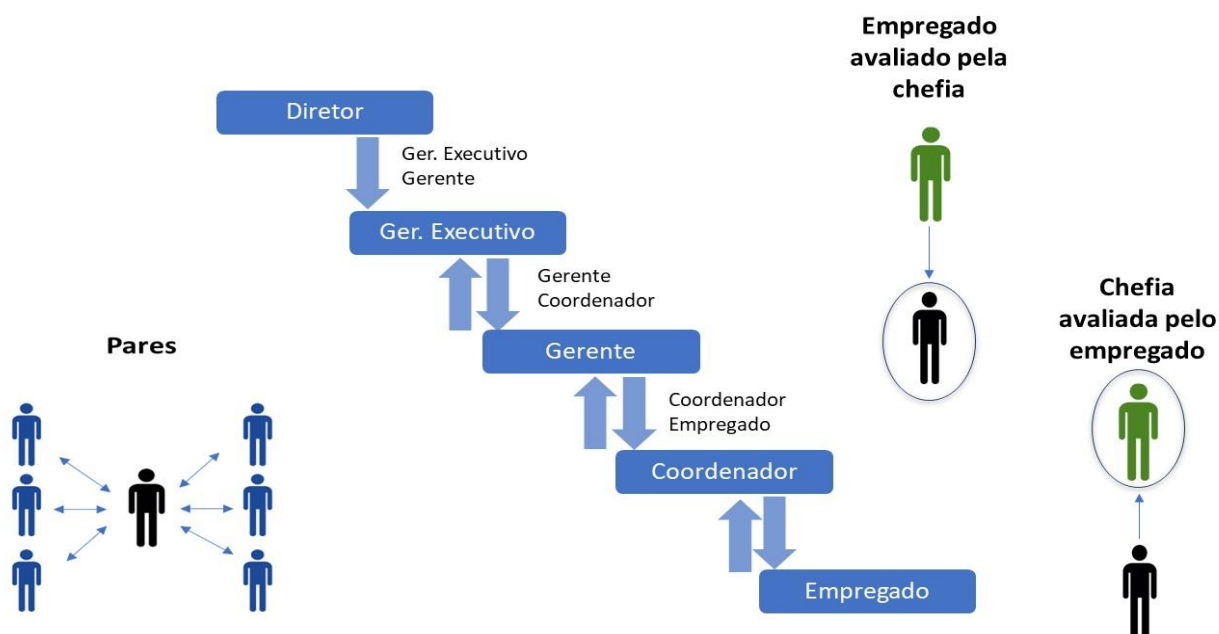 Empregado
avaliado pela
chefia
Diretor
Ger. Executivo
Gerente
Ger. Executivo
Gerente
Coordenador
Chefia
avaliada pelo
empregado
Pares
Gerente
Coordenador
Empregado
Coordenador
Empregado